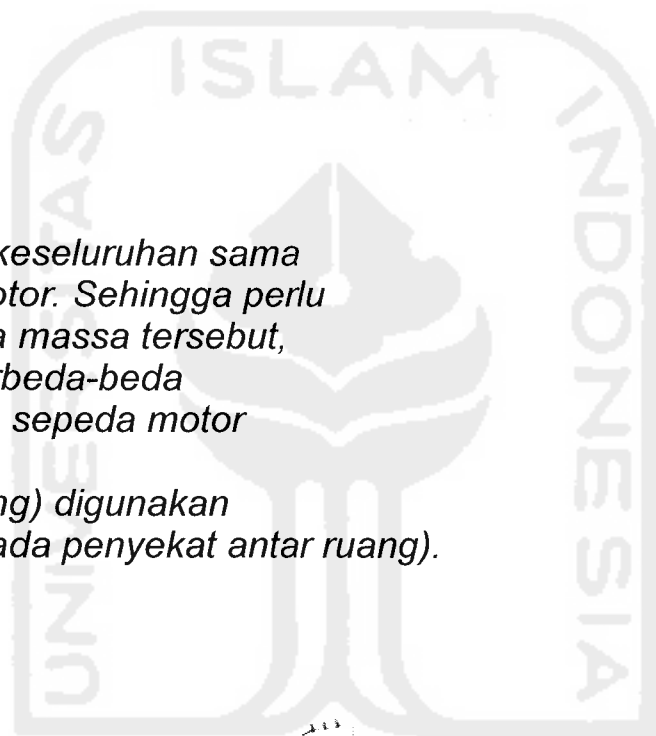 ISLAM
UNIVERSITAS
INDONESIA
keseluruhan sama
otor. Sehingga perlu
a massa tersebut,
rbeda-beda
sepeda motor
ng) digunakan
ada penyekat antar ruang).